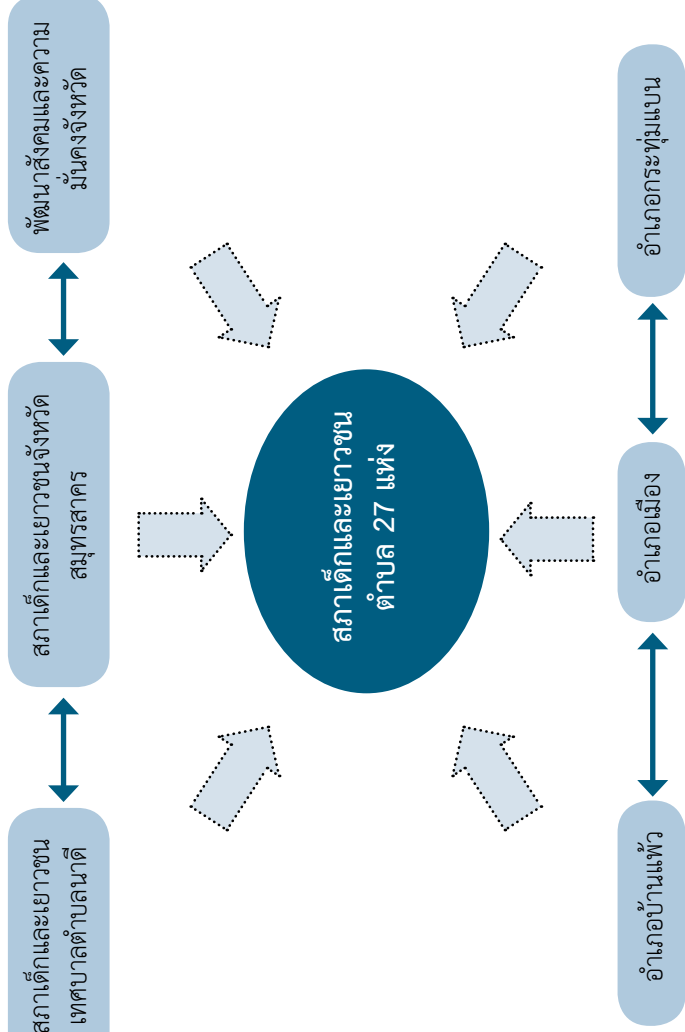 สภาเด็กและเยาวชน
เทศบาลตำบลนาดี
สภาเด็กและเยาวชนจังหวัด
สมุทรสาคร
พัฒนาสังคมและความ
มั่นคงจังหวัด
สภาเด็กและเยาวชน
ตำบล 27 แห่ง
อำเภอบ้านแพ้ว
อำเภอเมือง
อำเภอกระทุ่มแบน